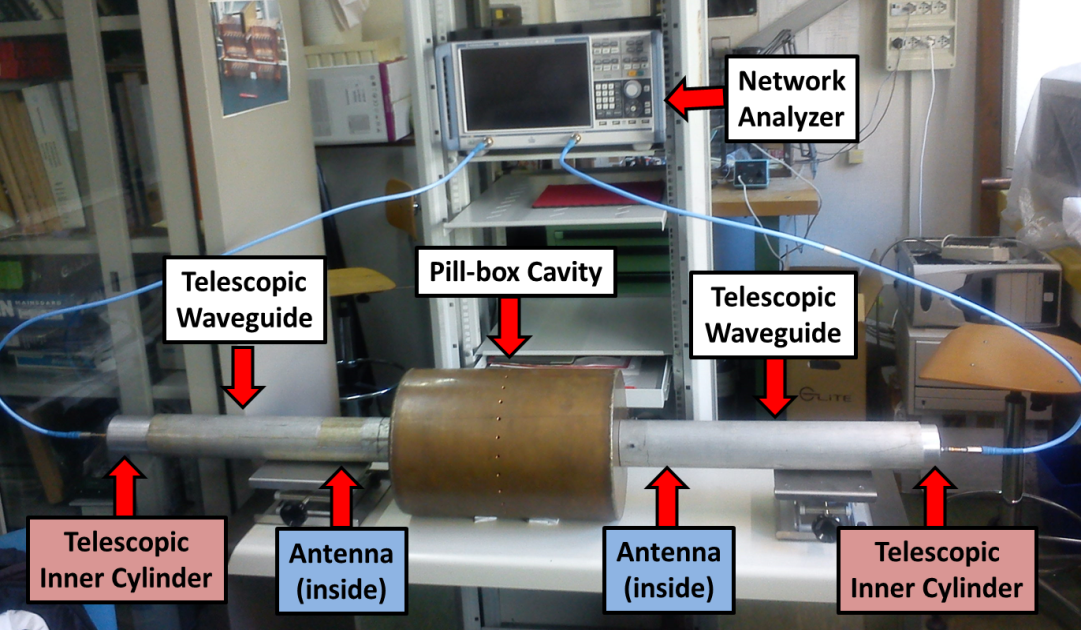 Network
Analyzer
Pill-box Cavity
Telescopic
Waveguide
Telescopic
Waveguide
ELITE
Telescopic
Inner Cylinder
Antenna
(inside)
Antenna
(inside)
Telescopic
Inner Cylinder